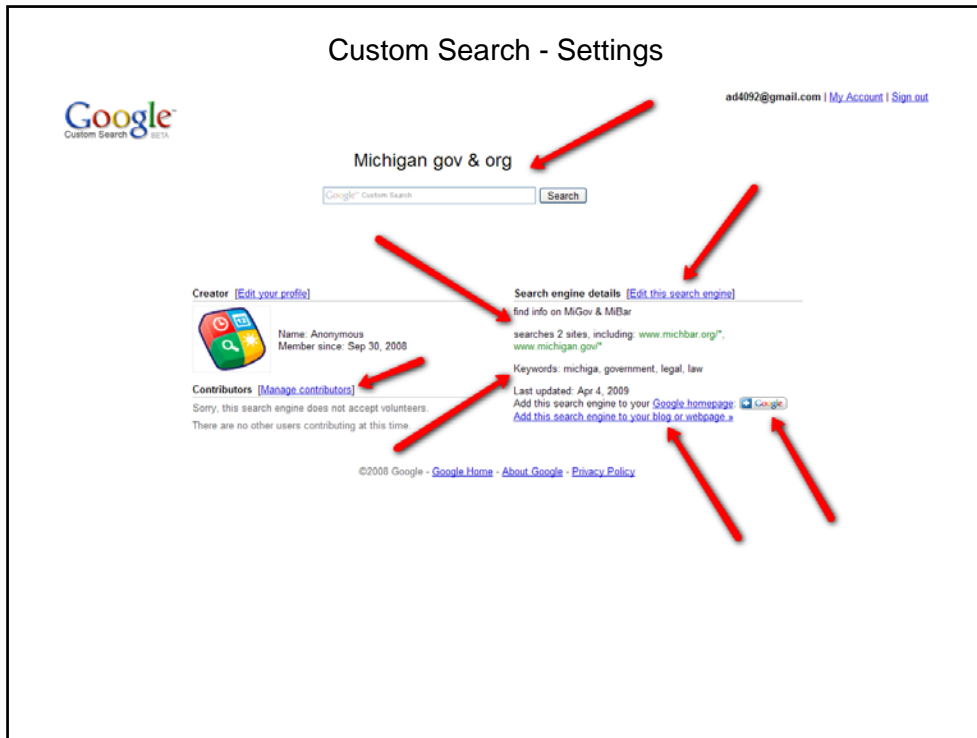 Custom Search - Settings
ad4092@gmail.com | My Account | Sign out
Google™
Custom Search BETA
Michigan gov & org
Google™ Custom Search Search
Creator [Edit your profile]
Name: Anonymous
Member since: Sep 30, 2008
Contributors [Manage contributors]
Sorry, this search engine does not accept volunteers.
There are no other users contributing at this time.
Search engine details [Edit this search engine]
find info on MiGov & MiBar
searches 2 sites, including: www.michbar.org/*,
www.michigan.gov/*
Keywords: michiga, government, legal, law
Last updated: Apr 4, 2009
Add this search engine to your Google homepage: + Google
Add this search engine to your blog or webpage »
©2008 Google - Google Home - About Google - Privacy Policy